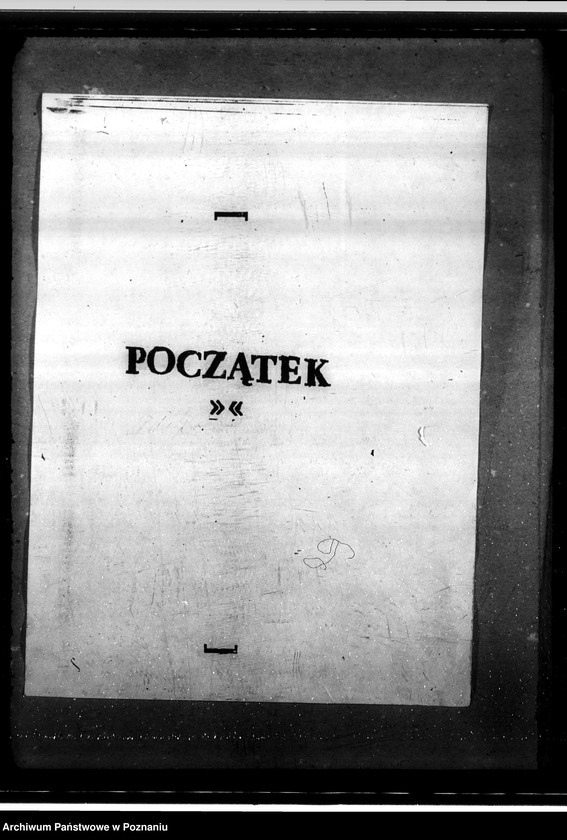 POCZĄTEK
»«
Archiwum Państwowe w Poznaniu